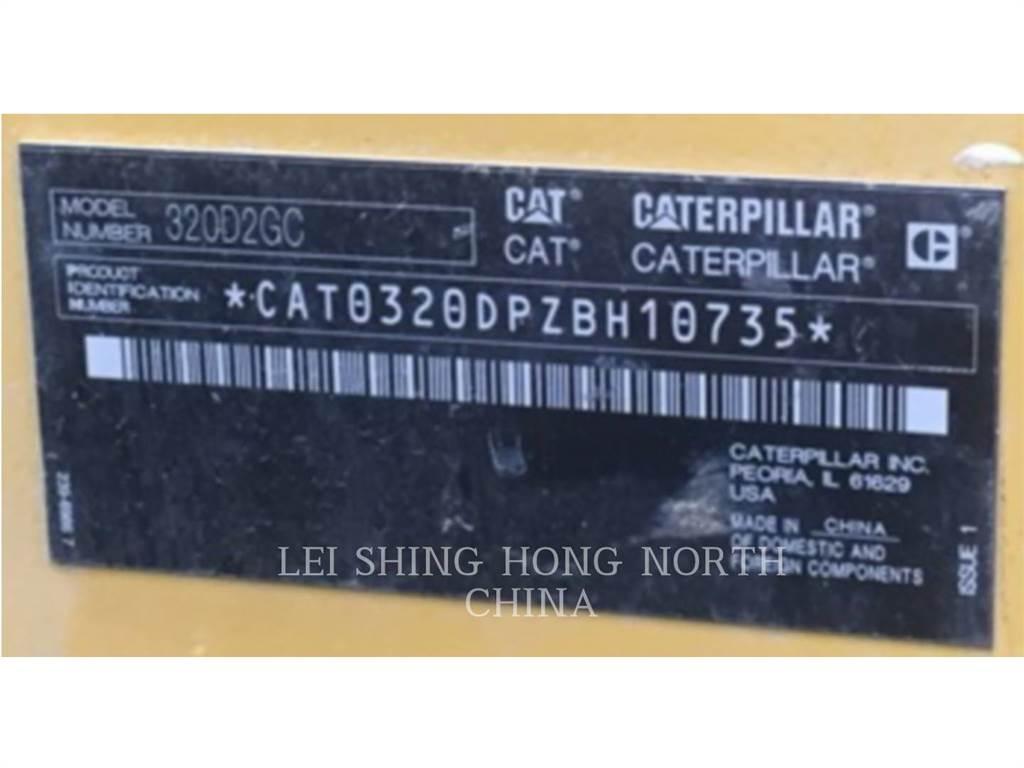 MODEL
NUMBER 320D2GC
CAT® CATERPILLAR®
CAT® CATERPILLAR®
PRODUCT
IDENTIFICATION
NUMBER
*CAT0320DPZBH10735*
CATERPILLAR INC.
PEORIA, IL 61629
USA
MADE IN CHINA
OF DOMESTIC AND
FOREIGN COMPONENTS
ISSUE 1
LEI SHING HONG NORTH
CHINA